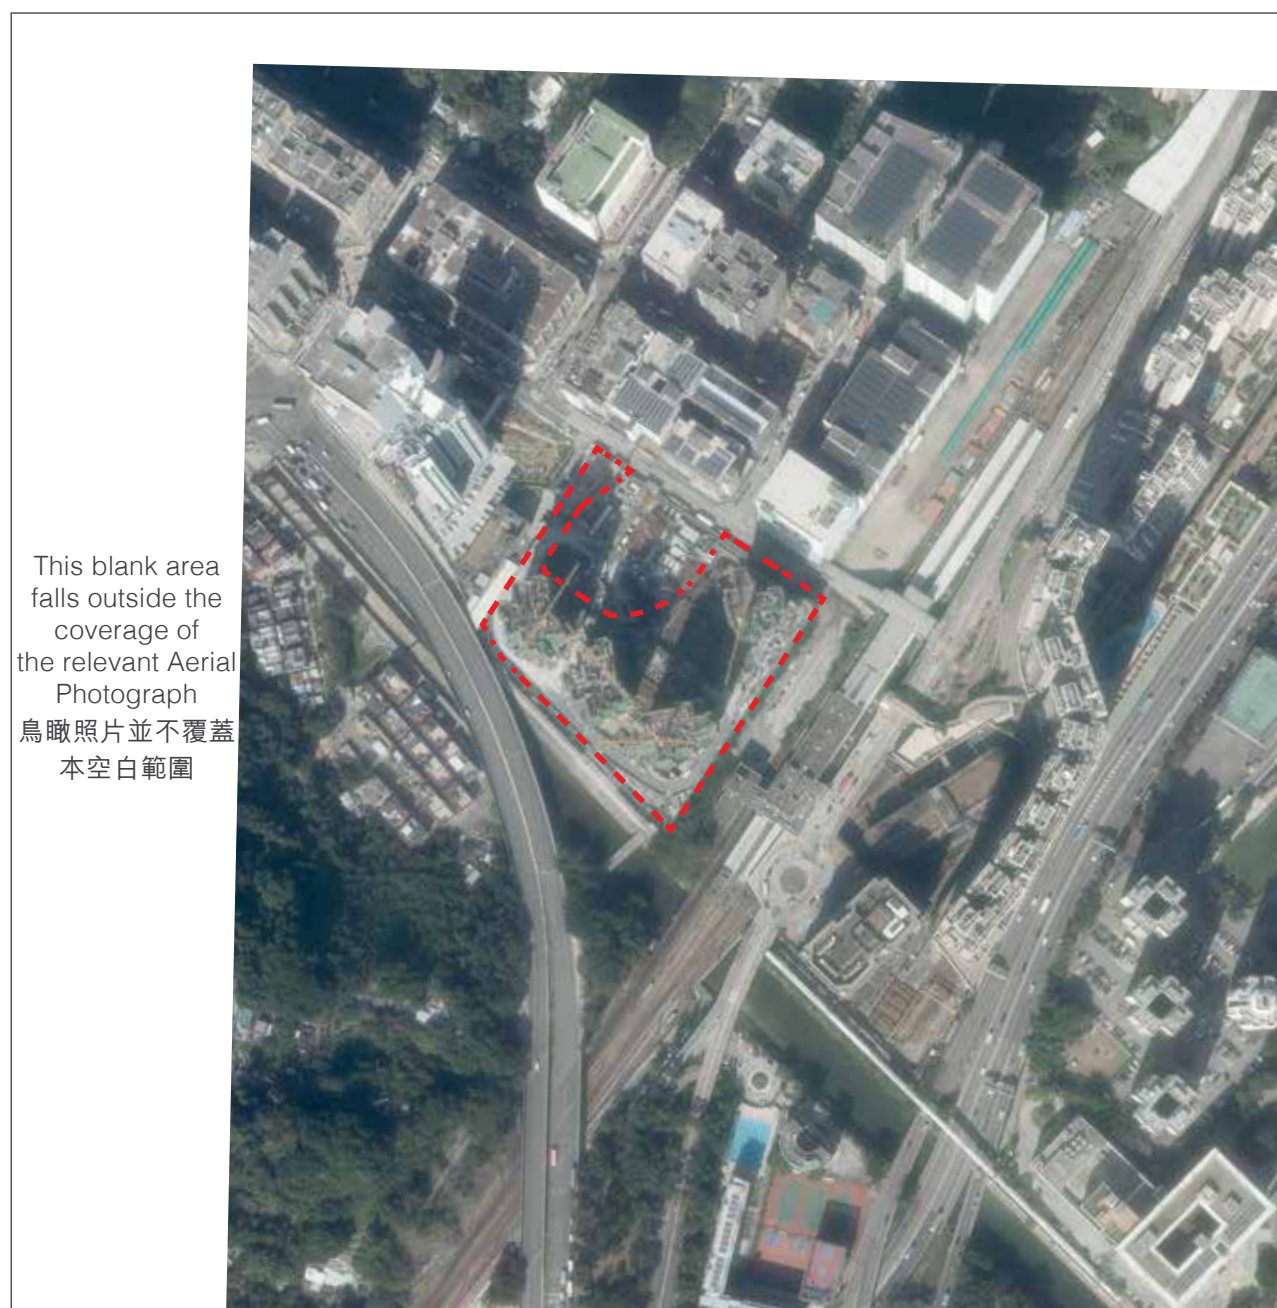 This blank area
falls outside the
coverage of
the relevant Aerial
Photograph
鳥瞰照片並不覆蓋
本空白範圍